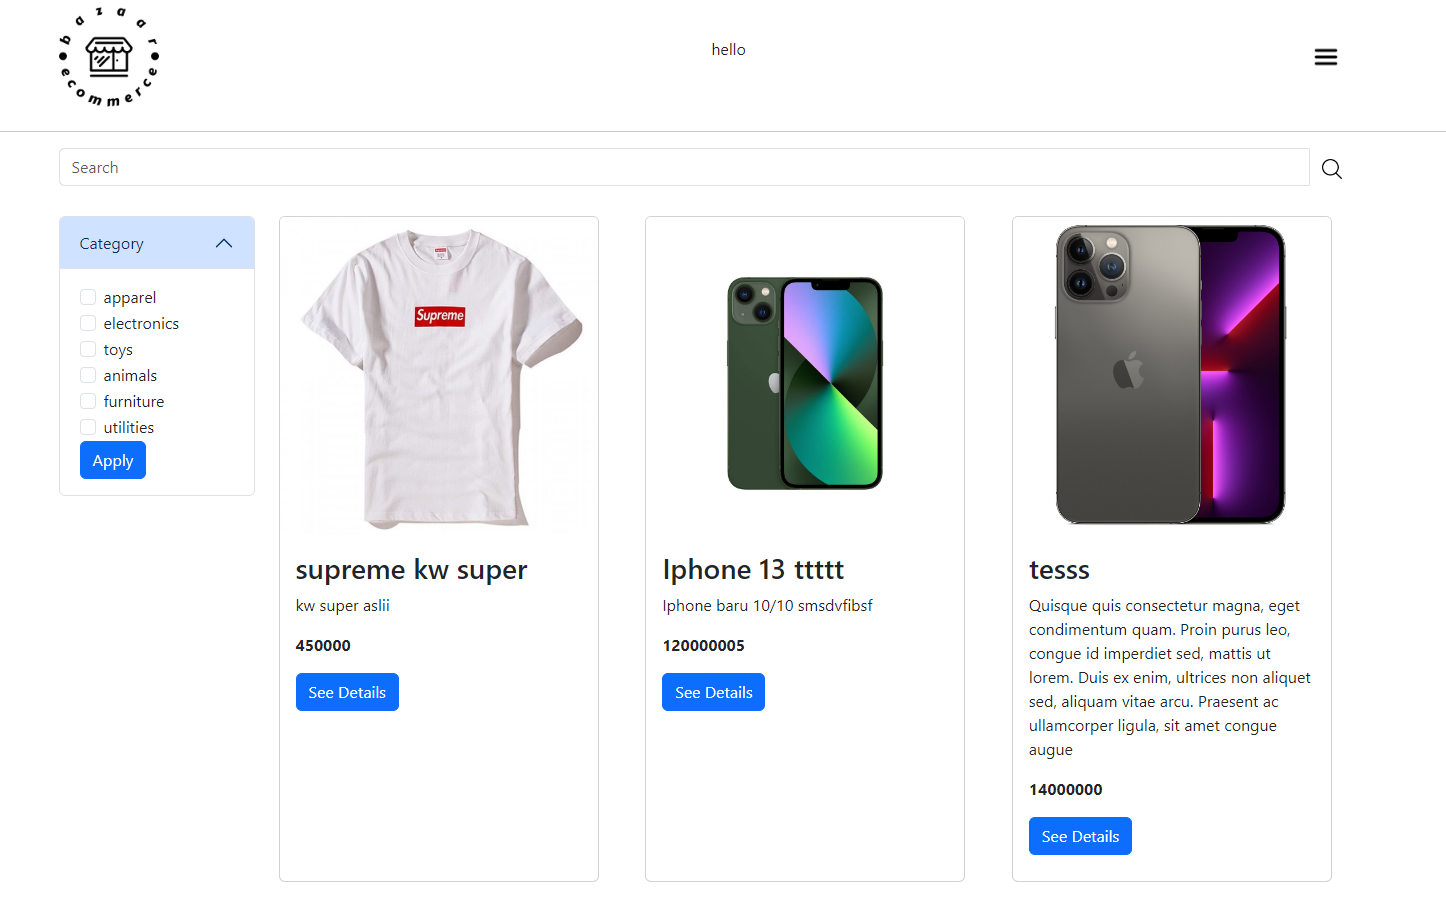 bazaar
ecommerce
hello
Search
Category
apparel
electronics
toys
animals
furniture
utilities
Apply
Supreme
supreme kw super
kw super aslii
450000
See Details
Iphone 13 ttttt
Iphone baru 10/10 smsdvfibsf
120000005
See Details
tesss
Quisque quis consectetur magna, eget
condimentum quam. Proin purus leo,
congue id imperdiet sed, mattis ut
lorem. Duis ex enim, ultrices non aliquet
sed, aliquam vitae arcu. Praesent ac
ullamcorper ligula, sit amet congue
augue
14000000
See Details